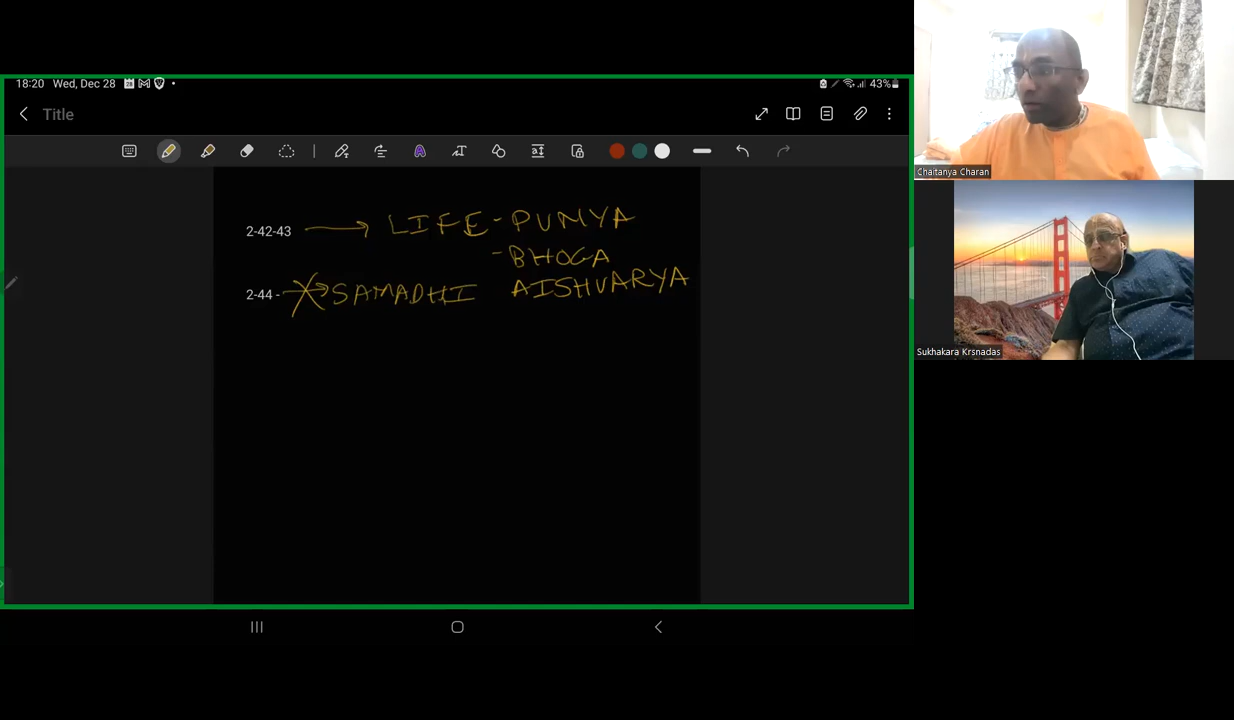 18:20 Wed, Dec 28
43%
Title
2-42-43 → LIFE - PUNYA
- BHOGA
2-44 - → SAMADHI AISHVARYA
Chaitanya Charan
Sukhakara Krsnadas